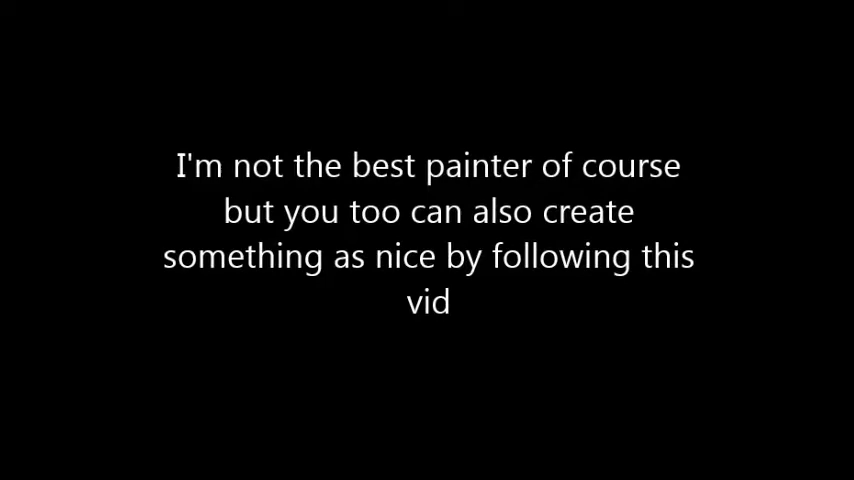 I'm not the best painter of course
but you too can also create
something as nice by following this
vid